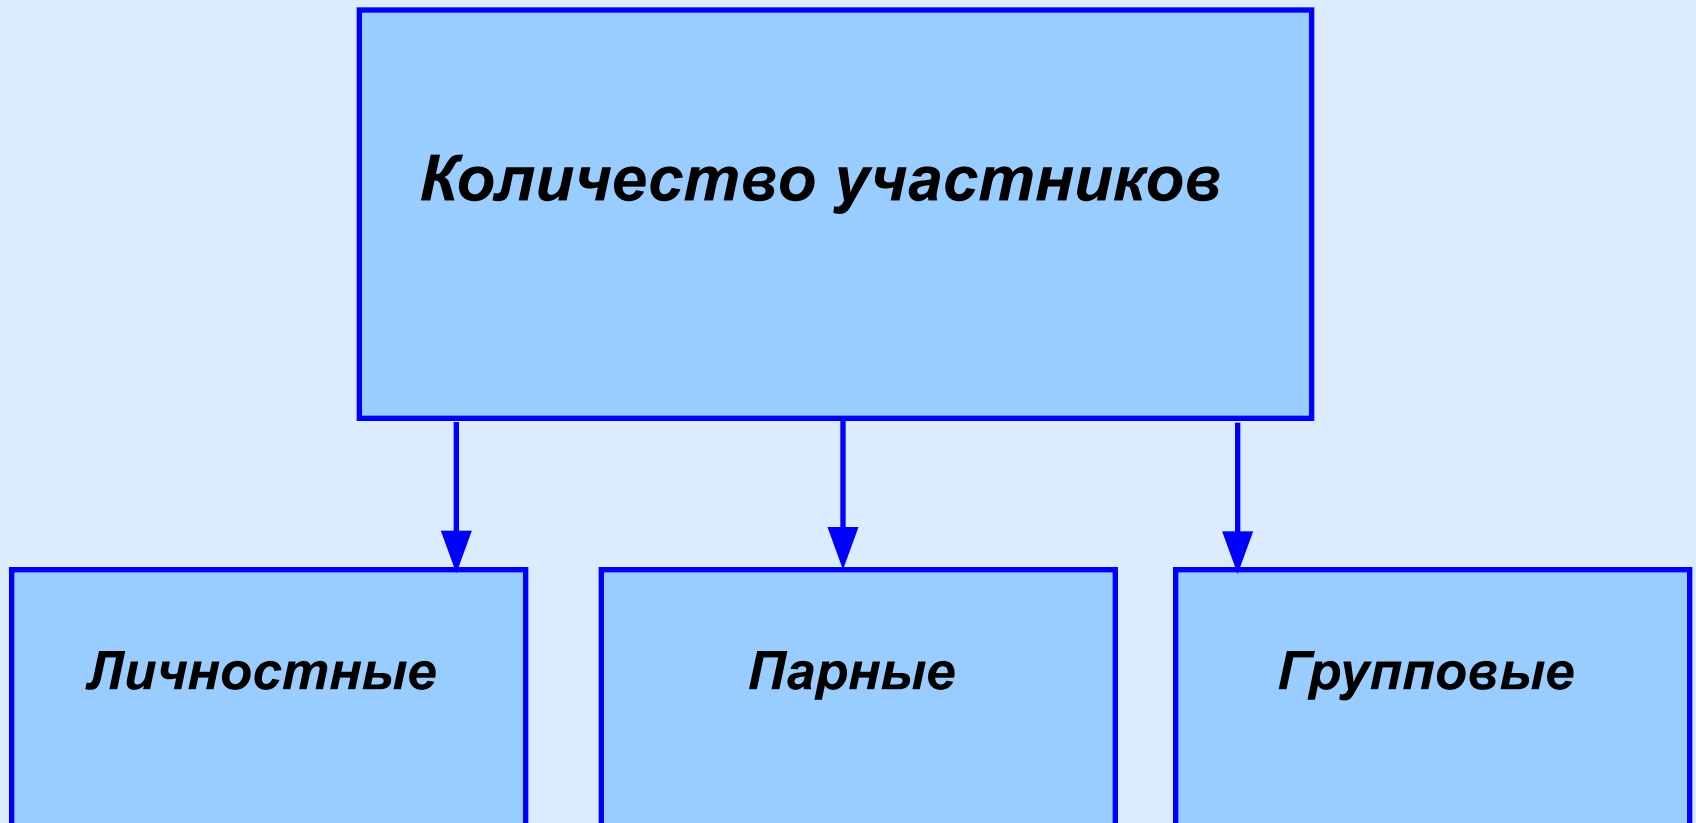 Количество участников
Личностные
Парные
Групповые